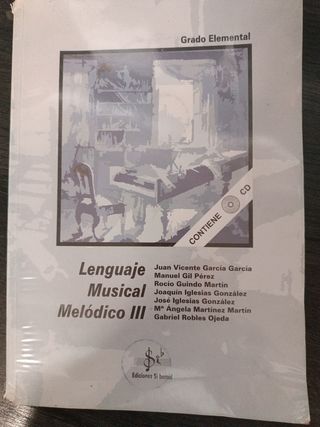 Grado Elemental
CONTIENE CD
Lenguaje
Musical
Melódico III
Juan Vicente García García
Manuel Gil Pérez
Rocío Guindo Martín
Joaquín Iglesias González
José Iglesias González
Mª Ángela Martínez Martín
Gabriel Robles Ojeda
Ediciones Si bemol